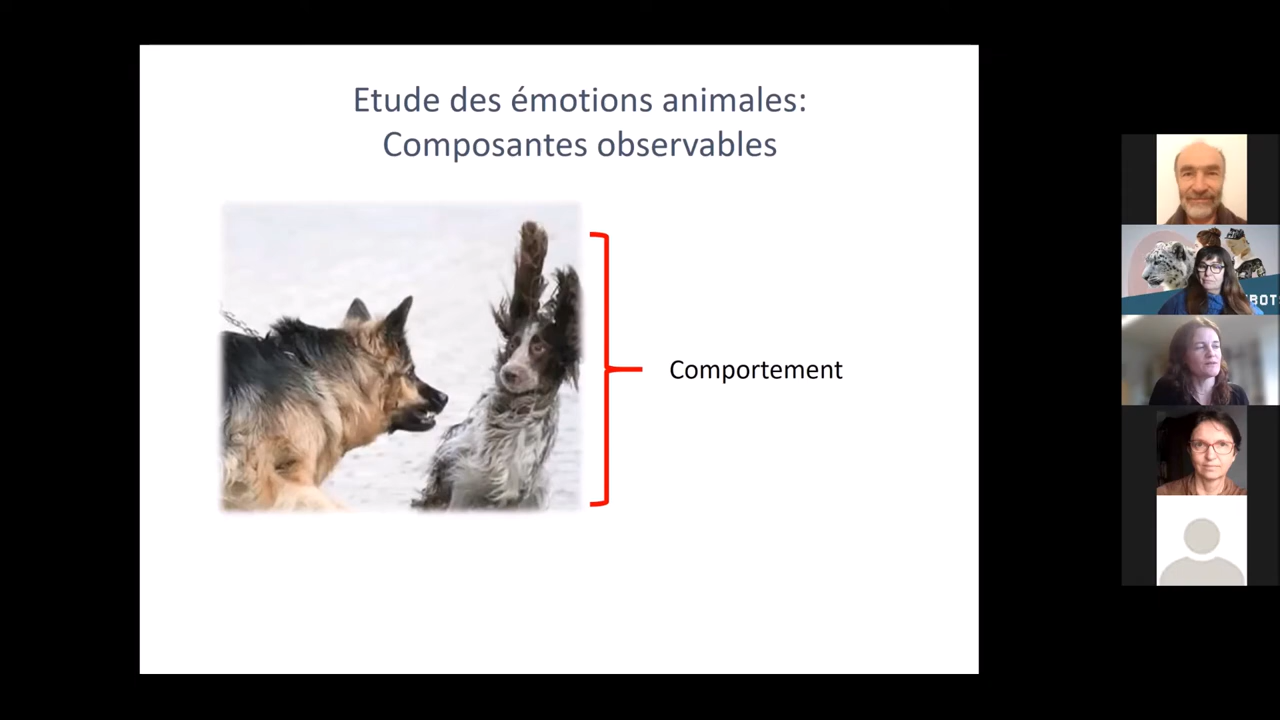 Etude des émotions animales:
Composantes observables
Comportement